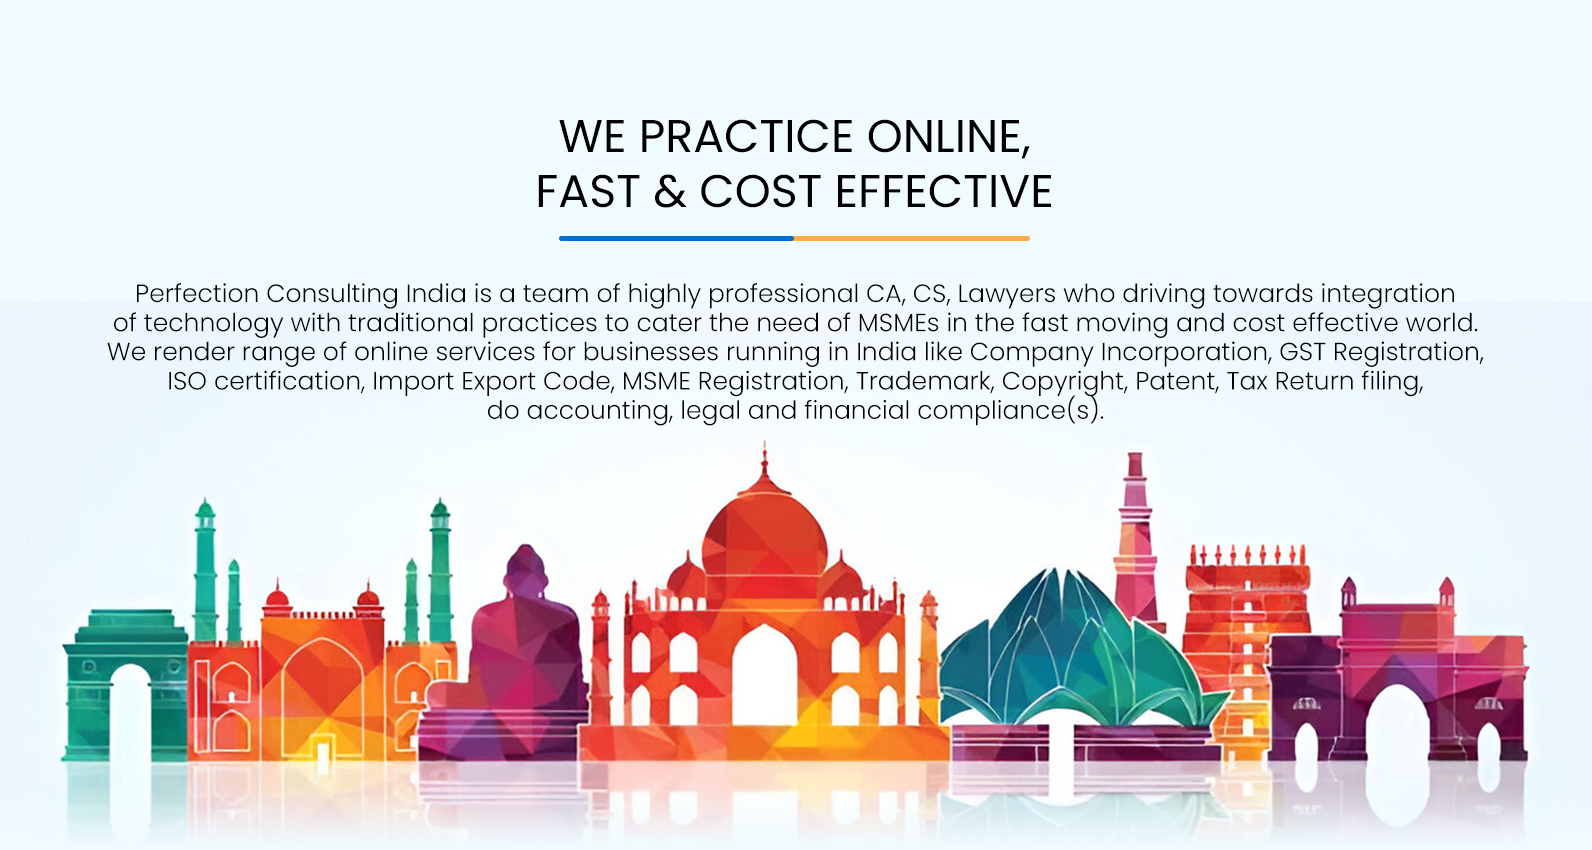 WE PRACTICE ONLINE,
FAST & COST EFFECTIVE
Perfection Consulting India is a team of highly professional CA, CS, Lawyers who driving towards integration
of technology with traditional practices to cater the need of MSMEs in the fast moving and cost effective world.
We render range of online services for businesses running in India like Company Incorporation, GST Registration,
ISO certification, Import Export Code, MSME Registration, Trademark, Copyright, Patent, Tax Return filing,
do accounting, legal and financial compliance(s).